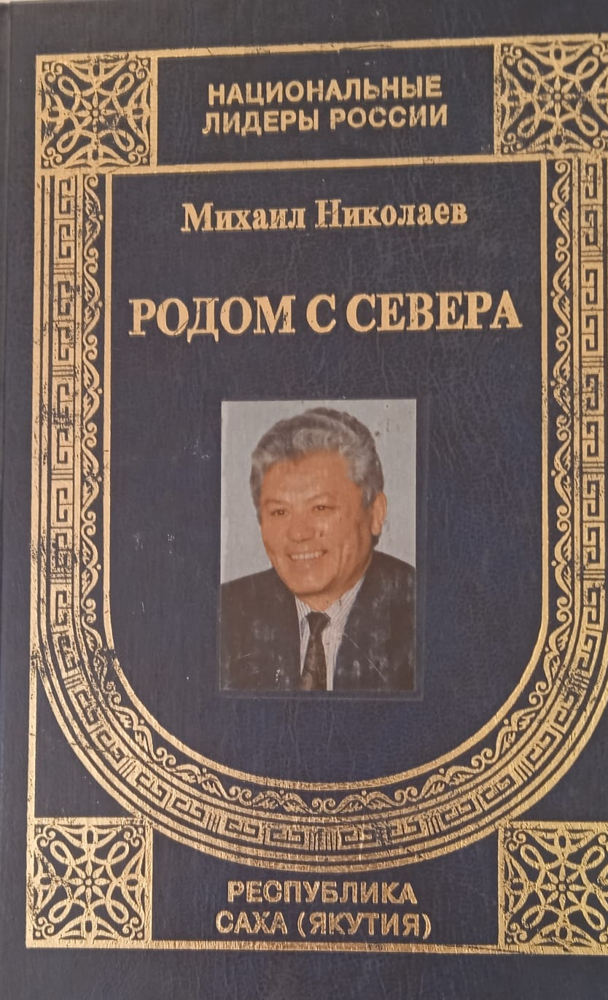 НАЦИОНАЛЬНЫЕ
ЛИДЕРЫ РОССИИ
Михаил Николаев
РОДОМ С СЕВЕРА
РЕСПУБЛИКА
САХА (ЯКУТИЯ)